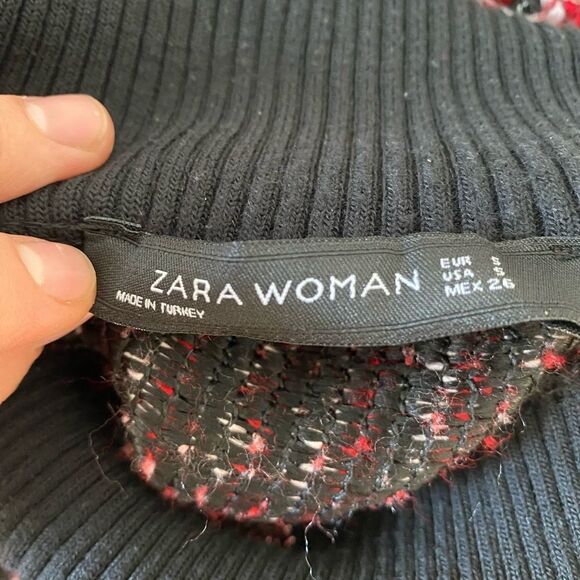 ZARA WOMAN
MADE IN TURKEY
EUR S
USA S
MEX 26